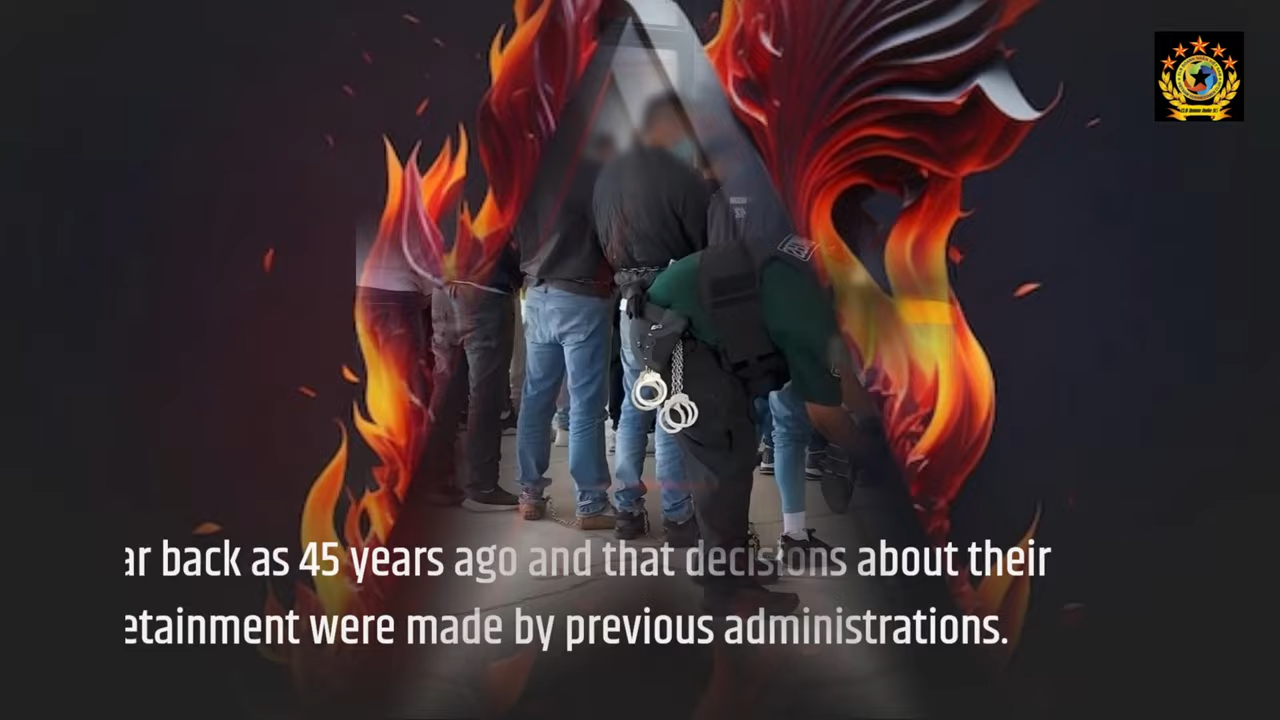 ar back as 45 years ago and that decisions about their
etainment were made by previous administrations.